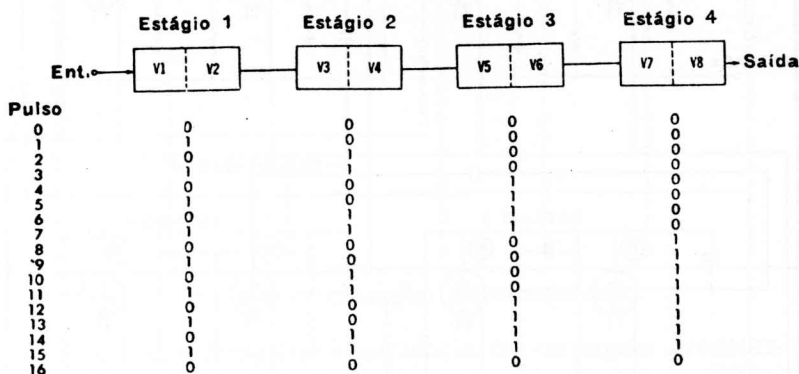 Estágio 1 Estágio 2 Estágio 3 Estágio 4
Ent. V1 V2 V3 V4 V5 V6 V7 V8 Saída
Pulso
0 0 0 0 0
1 1 0 0 0
2 0 1 0 0
3 1 1 0 0
4 0 0 1 0
5 1 0 1 0
6 0 1 1 0
7 1 1 1 0
8 0 0 0 1
9 1 0 0 1
10 0 1 0 1
11 1 1 0 1
12 0 0 1 1
13 1 0 1 1
14 0 1 1 1
15 1 1 1 1
16 0 0 0 0